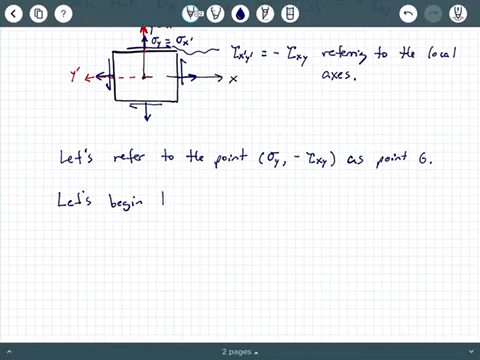 σy = σx'
τx'y' = - τxy referring to the local
axes.
y'
x
Let's refer to the point (σy, - τxy) as point G.
Let's begin
2 pages